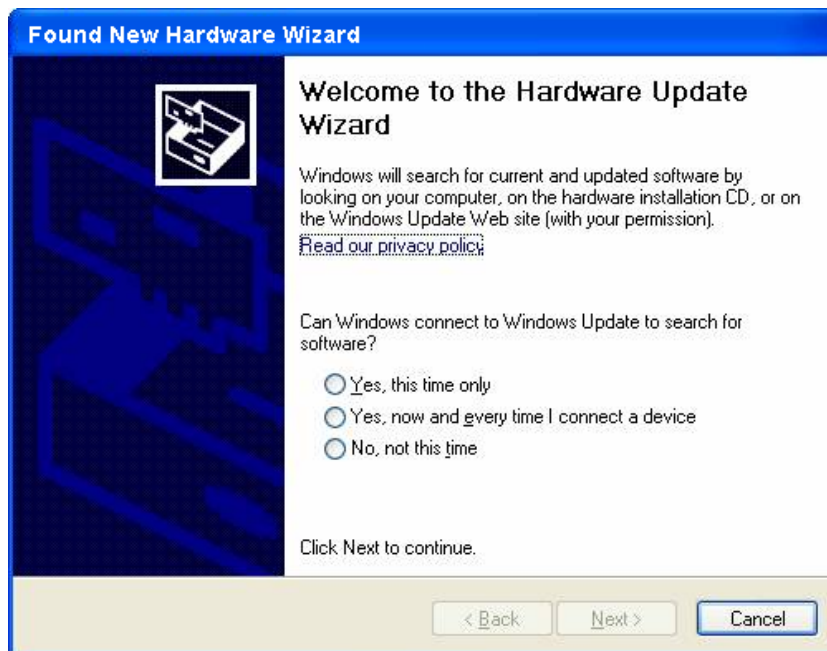 Found New Hardware Wizard
Welcome to the Hardware Update
Wizard
Windows will search for current and updated software by
looking on your computer, on the hardware installation CD, or on
the Windows Update Web site (with your permission).
Read our privacy policy
Can Windows connect to Windows Update to search for
software?
Yes, this time only
Yes, now and every time I connect a device
No, not this time
Click Next to continue.
< Back Next > Cancel